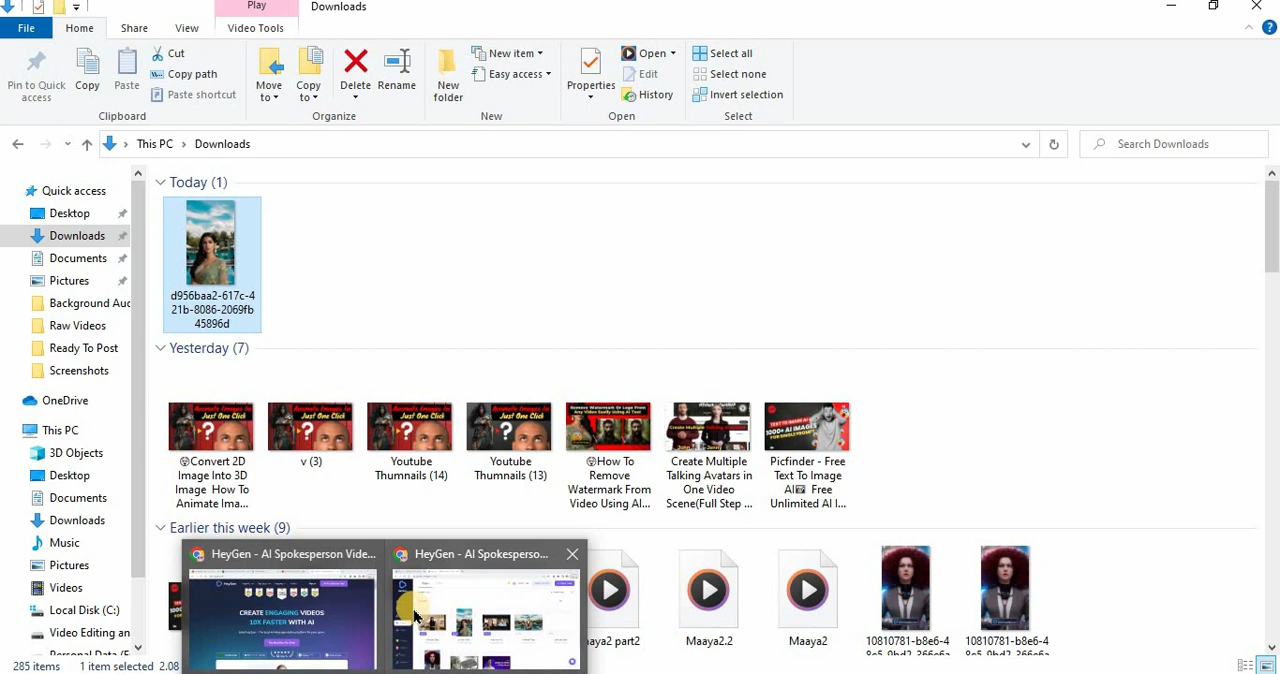 Play
Downloads
File
Home
Share
View
Video Tools
Pin to Quick access
Copy
Paste
Cut
Copy path
Paste shortcut
Clipboard
Move to
Copy to
Delete
Rename
Organize
New folder
New item
Easy access
New
Properties
Open
Edit
History
Open
Select all
Select none
Invert selection
Select
This PC > Downloads
Search Downloads
Quick access
Desktop
Downloads
Documents
Pictures
Background Auc
Raw Videos
Ready To Post
Screenshots
OneDrive
This PC
3D Objects
Desktop
Documents
Downloads
Music
Pictures
Videos
Local Disk (C:)
Video Editing an
Today (1)
d956baa2-617c-4
21b-8086-2069fb
45896d
Yesterday (7)
Convert 2D
Image Into 3D
Image How To
Animate Ima...
v (3)
Youtube
Thumnails (14)
Youtube
Thumnails (13)
How To
Remove
Watermark From
Video Using AI...
Create Multiple
Talking Avatars in
One Video
Scene(Full Step ...
Picfinder - Free
Text To Image
AI Free
Unlimited AI I...
Earlier this week (9)
HeyGen - AI Spokesperson Vide...
HeyGen - AI Spokesperso...
CREATE ENGAGING VIDEOS
10X FASTER WITH AI
aaya2 part2
Maaya2.2
Maaya2
10810781-b8e6-4
10810781-b8e6-4
285 items
1 item selected 2.08